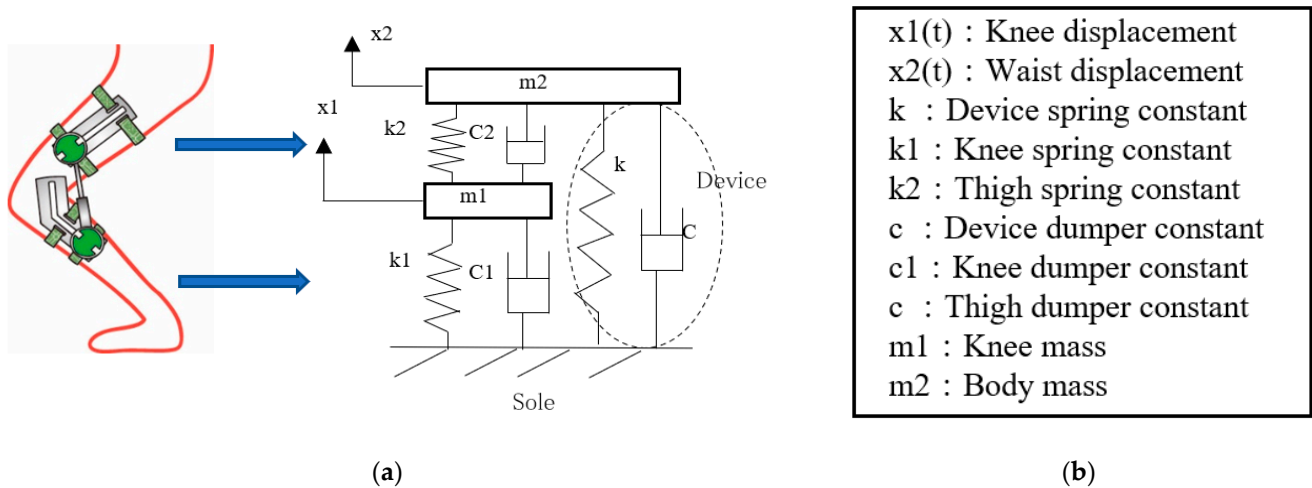 x2
m2
x1
k2
C2
k
Device
m1
k1
C1
C
Sole
(a)
x1(t) : Knee displacement
x2(t) : Waist displacement
k : Device spring constant
k1 : Knee spring constant
k2 : Thigh spring constant
c : Device dumper constant
c1 : Knee dumper constant
c : Thigh dumper constant
m1 : Knee mass
m2 : Body mass
(b)